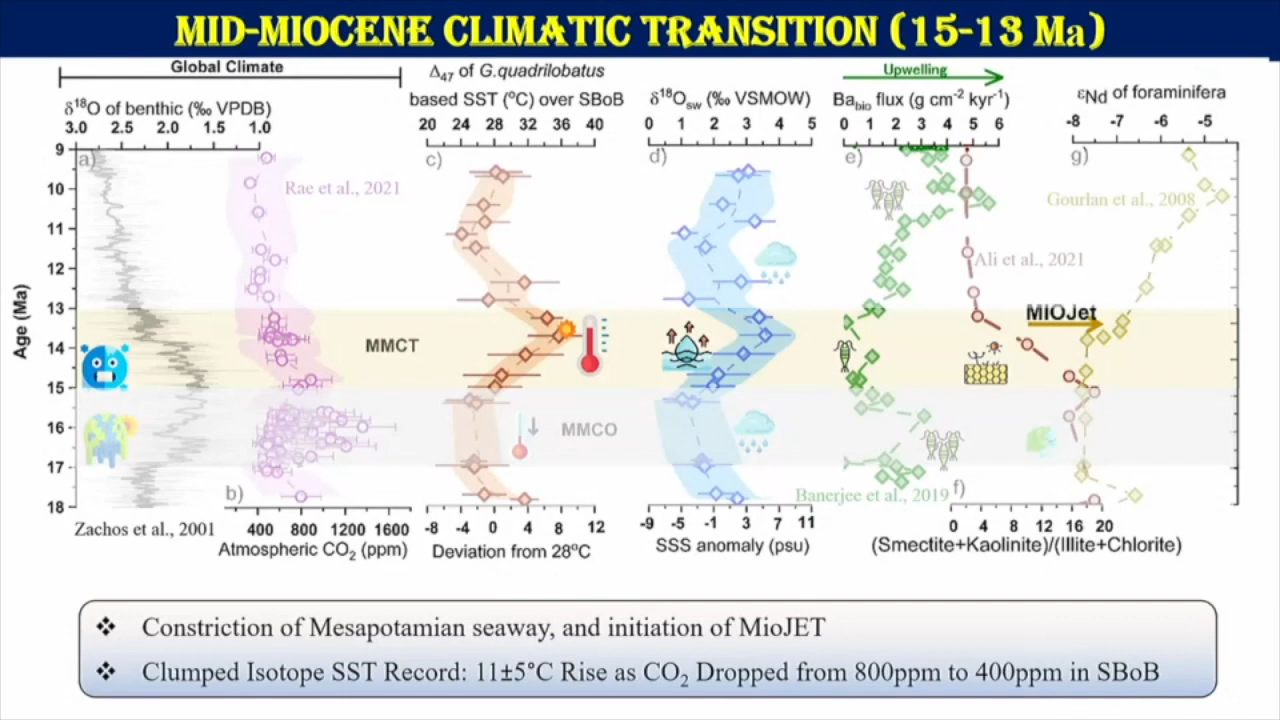 MID-MIOCENE CLIMATIC TRANSITION (15-13 Ma)
Global Climate
δ¹⁸O of benthic (‰ VPDB)
3.0 2.5 2.0 1.5 1.0
Δ₄₇ of G.quadrilobatus
based SST (°C) over SBoB
20 24 28 32 36 40
δ¹⁸Osw (‰ VSMOW)
0 1 2 3 4 5
Upwelling
Babio flux (g cm⁻² kyr⁻¹)
0 1 2 3 4 5 6
εNd of foraminifera
-8 -7 -6 -5
Age (Ma)
9
10
11
12
13
14
15
16
17
18
a)
Rae et al., 2021
c)
d)
e)
g)
Gourlan et al., 2008
Ali et al., 2021
MIOJet
MMCT
MMCO
b)
Banerjee et al., 2019
f)
Zachos et al., 2001
400 800 1200 1600
Atmospheric CO₂ (ppm)
-8 -4 0 4 8 12
Deviation from 28°C
-9 -5 -1 3 7 11
SSS anomaly (psu)
0 4 8 12 16 20
(Smectite+Kaolinite)/(Illite+Chlorite)
❖ Constriction of Mesapotamian seaway, and initiation of MioJET
❖ Clumped Isotope SST Record: 11±5°C Rise as CO₂ Dropped from 800ppm to 400ppm in SBoB